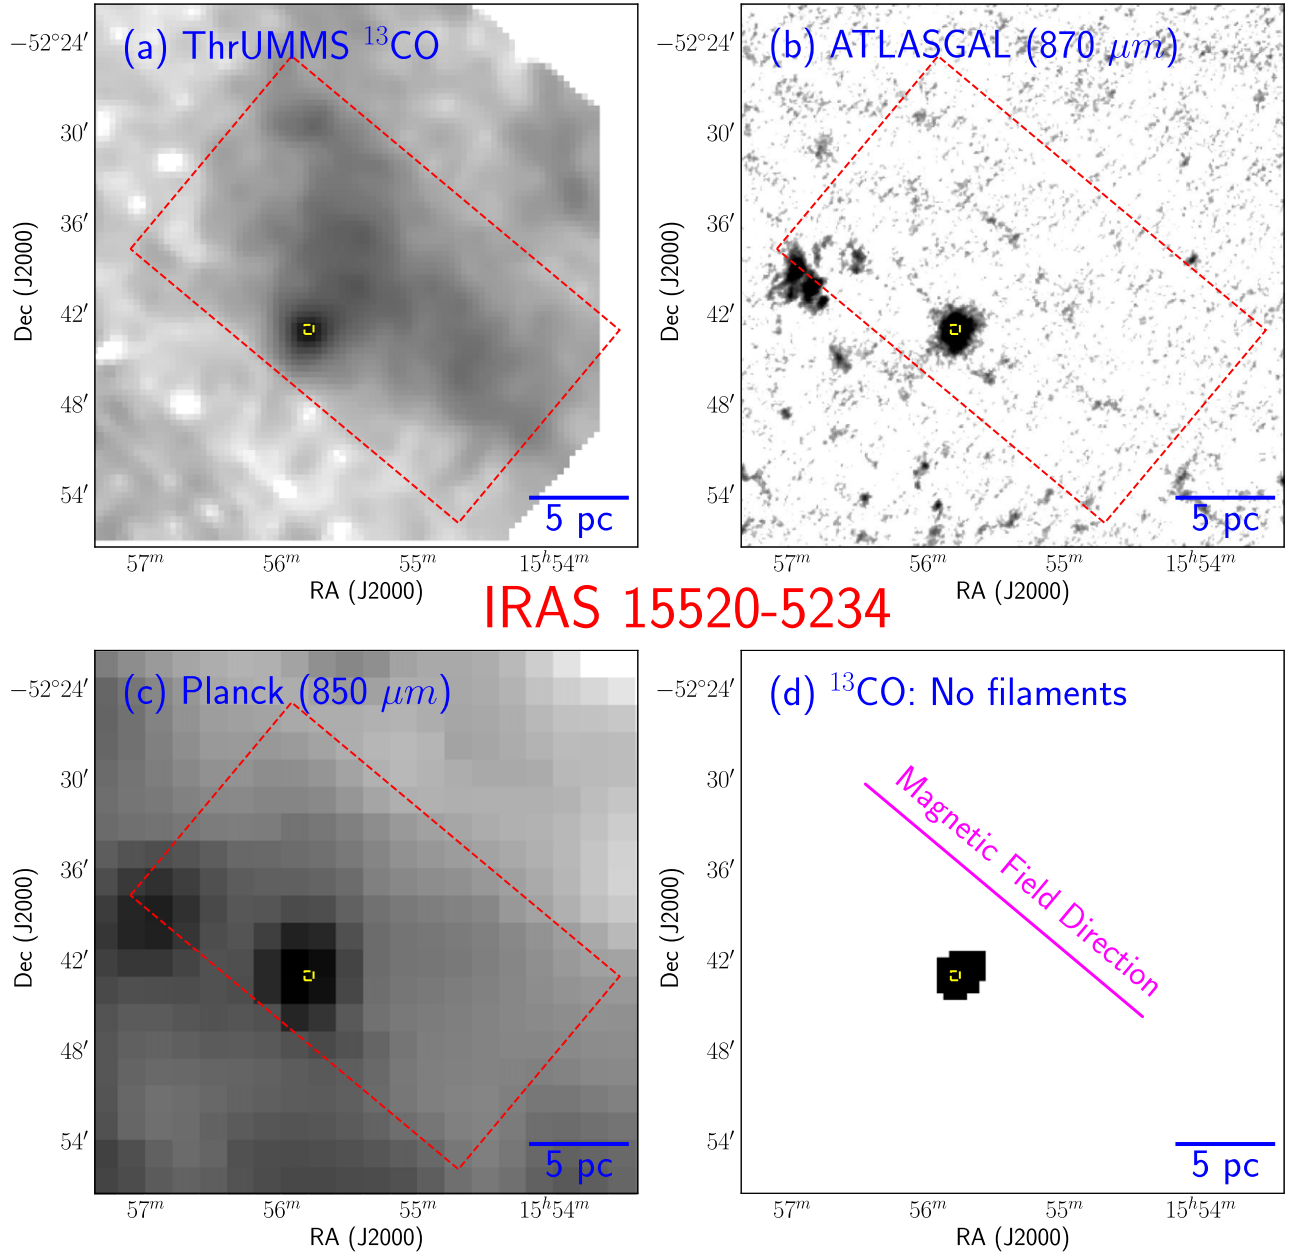 (a) ThrUMMS ¹³CO
−52°24′
30′
36′
42′
48′
54′
Dec (J2000)
5 pc
57ᵐ
56ᵐ
55ᵐ
15ʰ54ᵐ
RA (J2000)
(b) ATLASGAL (870 μm)
−52°24′
30′
36′
42′
48′
54′
Dec (J2000)
5 pc
57ᵐ
56ᵐ
55ᵐ
15ʰ54ᵐ
RA (J2000)
IRAS 15520-5234
(c) Planck (850 μm)
−52°24′
30′
36′
42′
48′
54′
Dec (J2000)
5 pc
57ᵐ
56ᵐ
55ᵐ
15ʰ54ᵐ
RA (J2000)
(d) ¹³CO: No filaments
−52°24′
30′
36′
42′
48′
54′
Dec (J2000)
Magnetic Field Direction
5 pc
57ᵐ
56ᵐ
55ᵐ
15ʰ54ᵐ
RA (J2000)